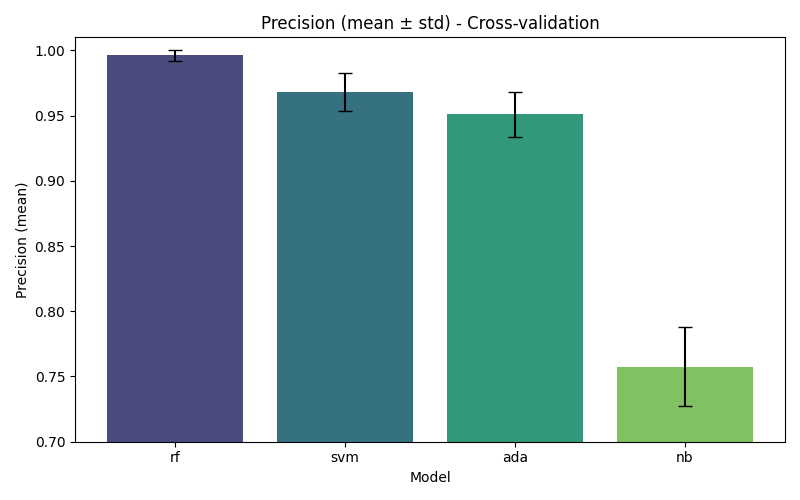 Precision (mean ± std) - Cross-validation
Precision (mean)
1.00
0.95
0.90
0.85
0.80
0.75
0.70
rf svm ada nb
Model